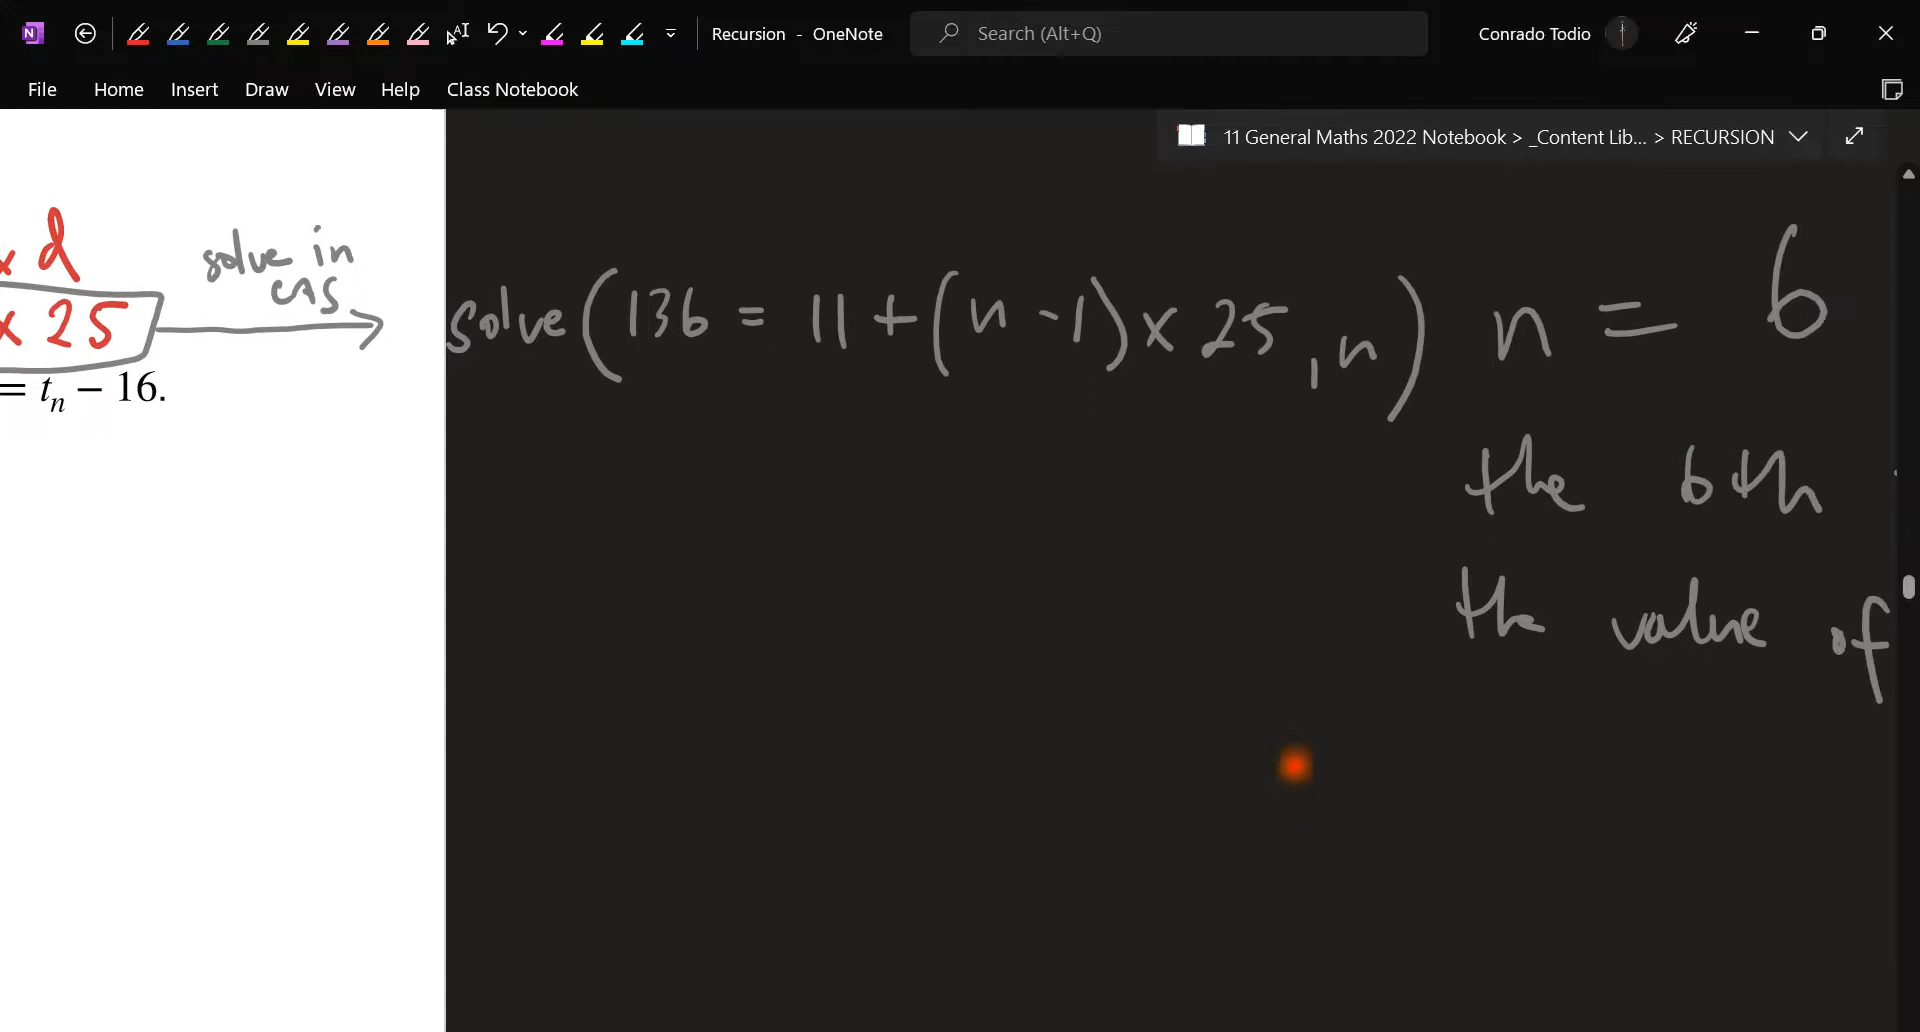 Recursion - OneNote
Search (Alt+Q)
Conrado Todio
File Home Insert Draw View Help Class Notebook
11 General Maths 2022 Notebook > _Content Lib... > RECURSION
× d
× 25
= tₙ − 16.
solve in
CAS
solve(136 = 11 + (n - 1) × 25, n) n = 6
the 6th
the value of